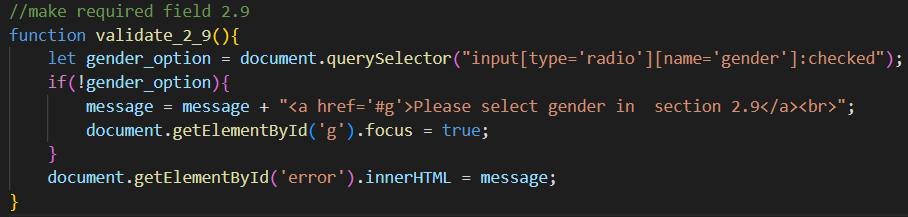 //make required field 2.9
function validate_2_9(){
    let gender_option = document.querySelector("input[type='radio'][name='gender']:checked");
    if(!gender_option){
        message = message + "<a href='#g'>Please select gender in  section 2.9</a><br>";
        document.getElementById('g').focus = true;
    }
    document.getElementById('error').innerHTML = message;
}